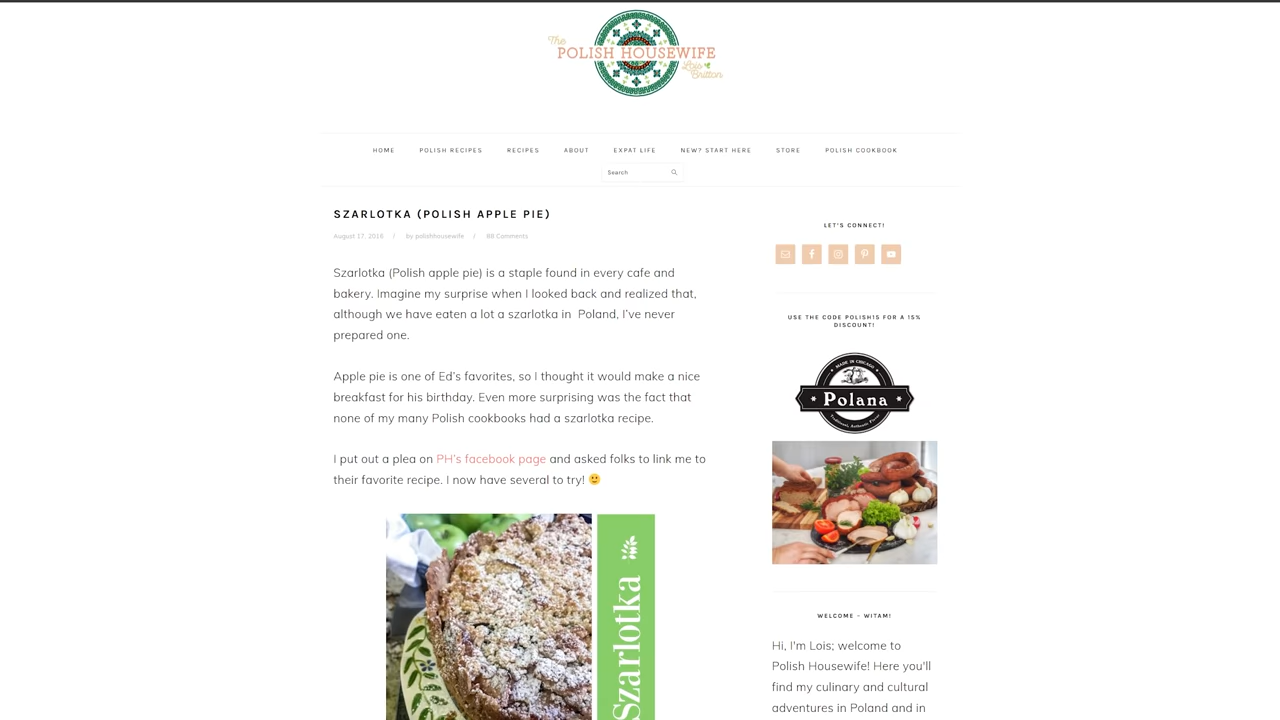 The
POLISH HOUSEWIFE
Lois
Britton
HOME
POLISH RECIPES
RECIPES
ABOUT
EXPAT LIFE
NEW? START HERE
STORE
POLISH COOKBOOK
Search
SZARLOTKA (POLISH APPLE PIE)
August 17, 2016 / by polishhousewife / 88 Comments
Szarlotka (Polish apple pie) is a staple found in every cafe and
bakery. Imagine my surprise when I looked back and realized that,
although we have eaten a lot a szarlotka in Poland, I've never
prepared one.
Apple pie is one of Ed's favorites, so I thought it would make a nice
breakfast for his birthday. Even more surprising was the fact that
none of my many Polish cookbooks had a szarlotka recipe.
I put out a plea on PH's facebook page and asked folks to link me to
their favorite recipe. I now have several to try! 🙂
Szarlotka
LET'S CONNECT!
USE THE CODE POLISH15 FOR A 15%
DISCOUNT!
MADE IN CHICAGO
Polana
Traditional, Authentic Flavor
WELCOME - WITAM!
Hi, I'm Lois; welcome to
Polish Housewife! Here you'll
find my culinary and cultural
adventures in Poland and in